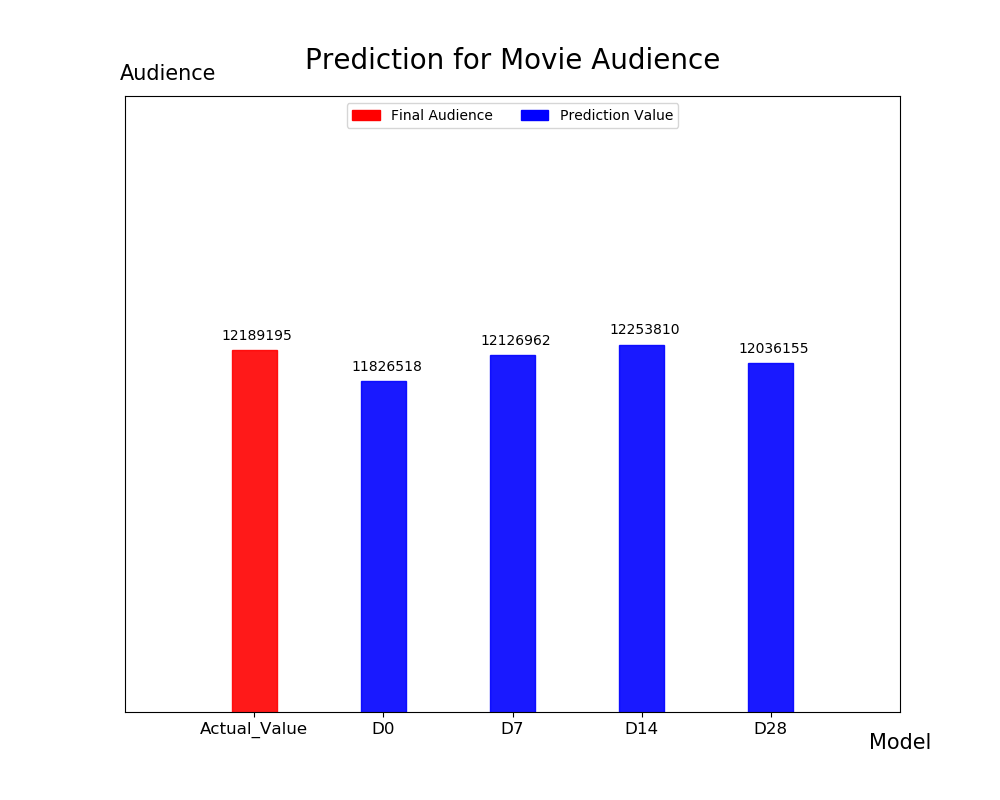 Prediction for Movie Audience
Audience
Final Audience Prediction Value
12189195
11826518
12126962
12253810
12036155
Actual_Value D0 D7 D14 D28
Model